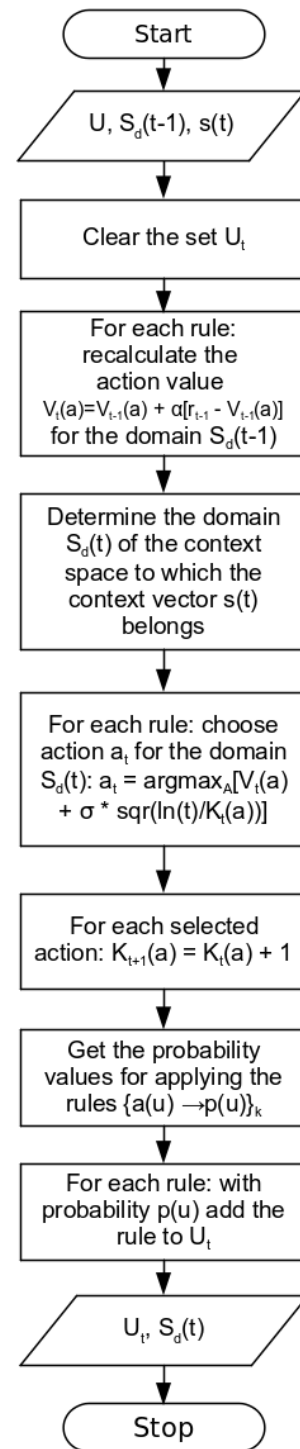 Start
U, S_d(t-1), s(t)
Clear the set U_t
For each rule:
recalculate the
action value
V_t(a)=V_{t-1}(a) + α[r_{t-1} - V_{t-1}(a)]
for the domain S_d(t-1)
Determine the domain
S_d(t) of the context
space to which the
context vector s(t)
belongs
For each rule: choose
action a_t for the domain
S_d(t): a_t = argmax_A[V_t(a)
+ σ * sqr(ln(t)/K_t(a))]
For each selected
action: K_{t+1}(a) = K_t(a) + 1
Get the probability
values for applying the
rules {a(u) →p(u)}_k
For each rule: with
probability p(u) add the
rule to U_t
U_t, S_d(t)
Stop